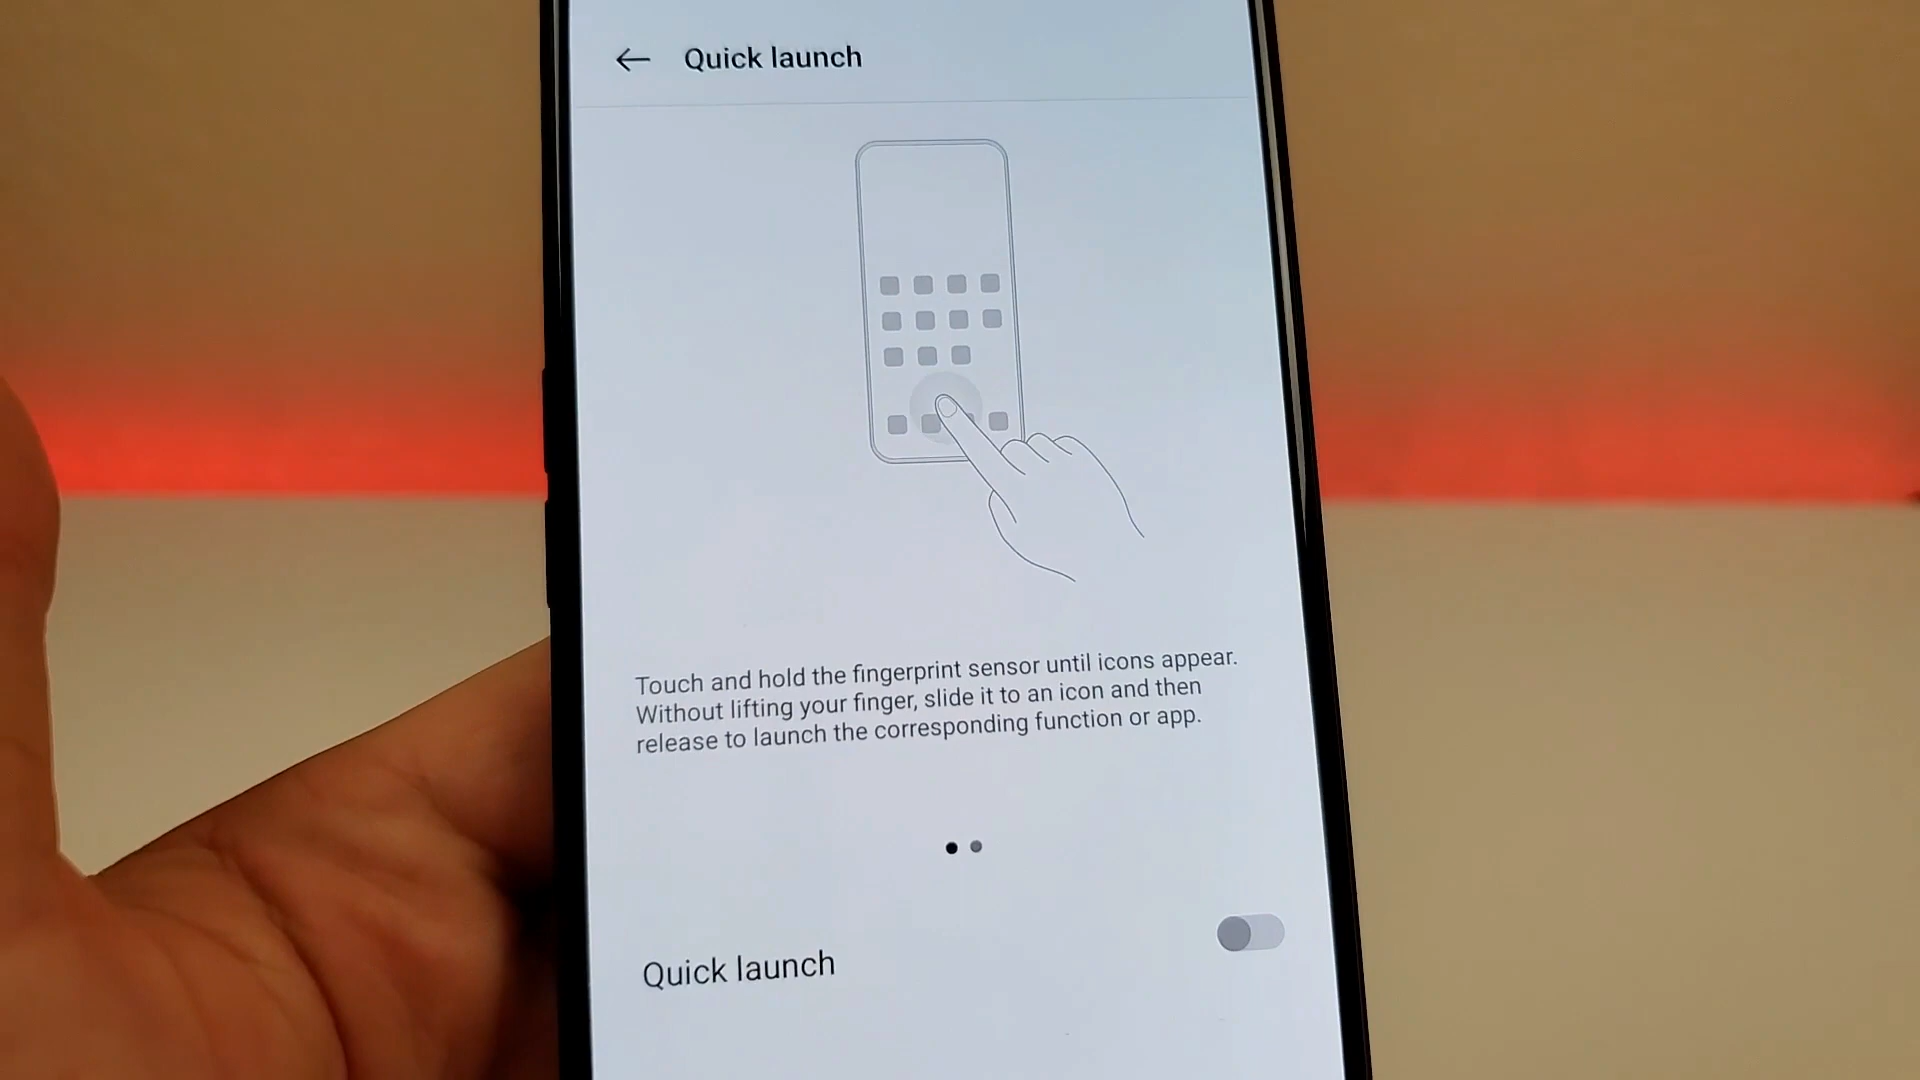 Quick launch
Touch and hold the fingerprint sensor until icons appear.
Without lifting your finger, slide it to an icon and then
release to launch the corresponding function or app.
Quick launch